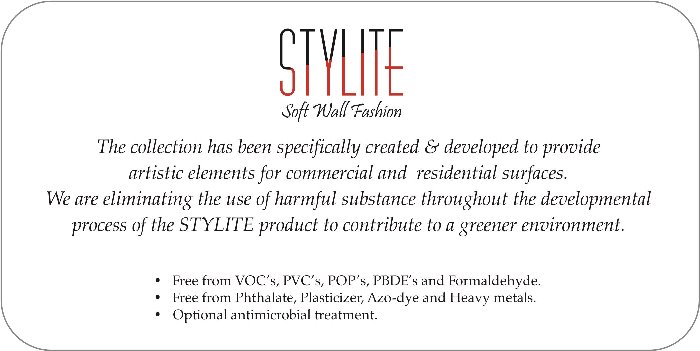 STYLITE
Soft Wall Fashion
The collection has been specifically created & developed to provide
artistic elements for commercial and residential surfaces.
We are eliminating the use of harmful substance throughout the developmental
process of the STYLITE product to contribute to a greener environment.
• Free from VOC's, PVC's, POP's, PBDE's and Formaldehyde.
• Free from Phthalate, Plasticizer, Azo-dye and Heavy metals.
• Optional antimicrobial treatment.